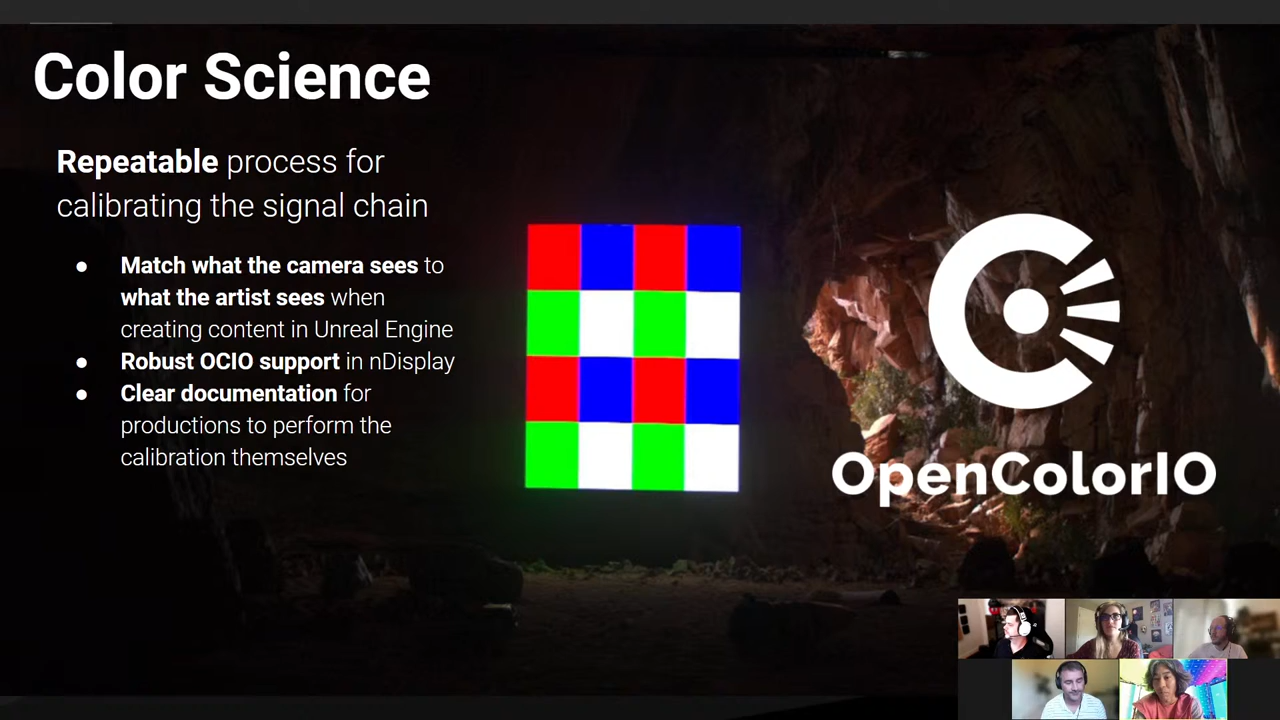 Color Science
Repeatable process for
calibrating the signal chain
● Match what the camera sees to
what the artist sees when
creating content in Unreal Engine
● Robust OCIO support in nDisplay
● Clear documentation for
productions to perform the
calibration themselves
OpenColorIO